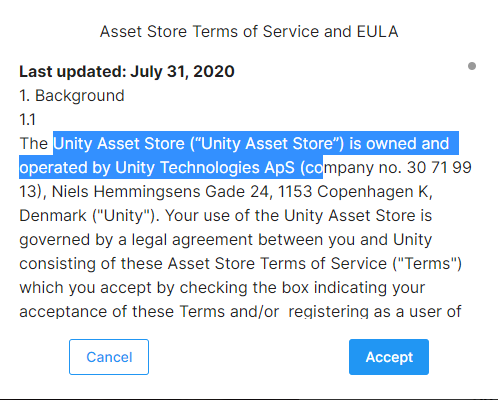 Asset Store Terms of Service and EULA
Last updated: July 31, 2020
1. Background
1.1
The Unity Asset Store (“Unity Asset Store”) is owned and
operated by Unity Technologies ApS (company no. 30 71 99
13), Niels Hemmingsens Gade 24, 1153 Copenhagen K,
Denmark ("Unity"). Your use of the Unity Asset Store is
governed by a legal agreement between you and Unity
consisting of these Asset Store Terms of Service ("Terms")
which you accept by checking the box indicating your
acceptance of these Terms and/or  registering as a user of
Cancel
Accept